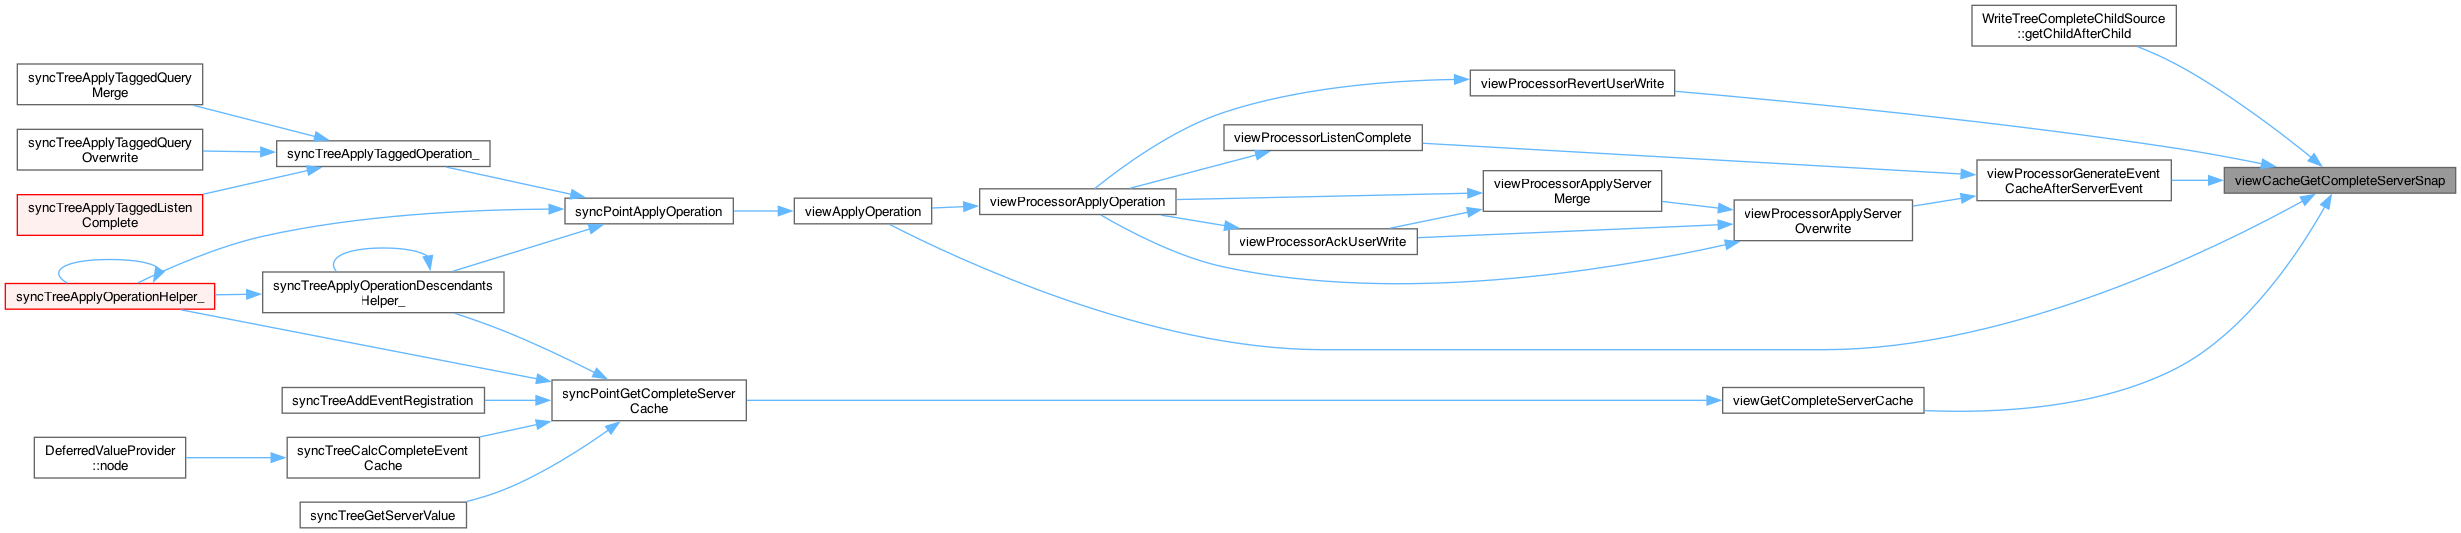 WriteTreeCompleteChildSource
::getChildAfterChild
syncTreeApplyTaggedQuery
Merge
viewProcessorRevertUserWrite
viewProcessorListenComplete
syncTreeApplyTaggedQuery
Overwrite
syncTreeApplyTaggedOperation_
viewProcessorGenerateEvent
CacheAfterServerEvent
viewCacheGetCompleteServerSnap
viewProcessorApplyServer
Merge
viewProcessorApplyOperation
syncTreeApplyTaggedListen
Complete
syncPointApplyOperation
viewApplyOperation
viewProcessorApplyServer
Overwrite
viewProcessorAckUserWrite
syncTreeApplyOperationHelper_
syncTreeApplyOperationDescendants
Helper_
syncTreeAddEventRegistration
syncPointGetCompleteServer
Cache
viewGetCompleteServerCache
DeferredValueProvider
::node
syncTreeCalcCompleteEvent
Cache
syncTreeGetServerValue